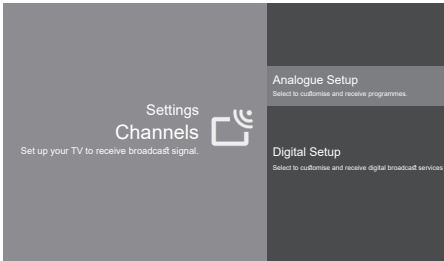 Settings
Channels
Set up your TV to receive broadcast signal.
Analogue Setup
Select to customise and receive programmes.
Digital Setup
Select to customise and receive digital broadcast services